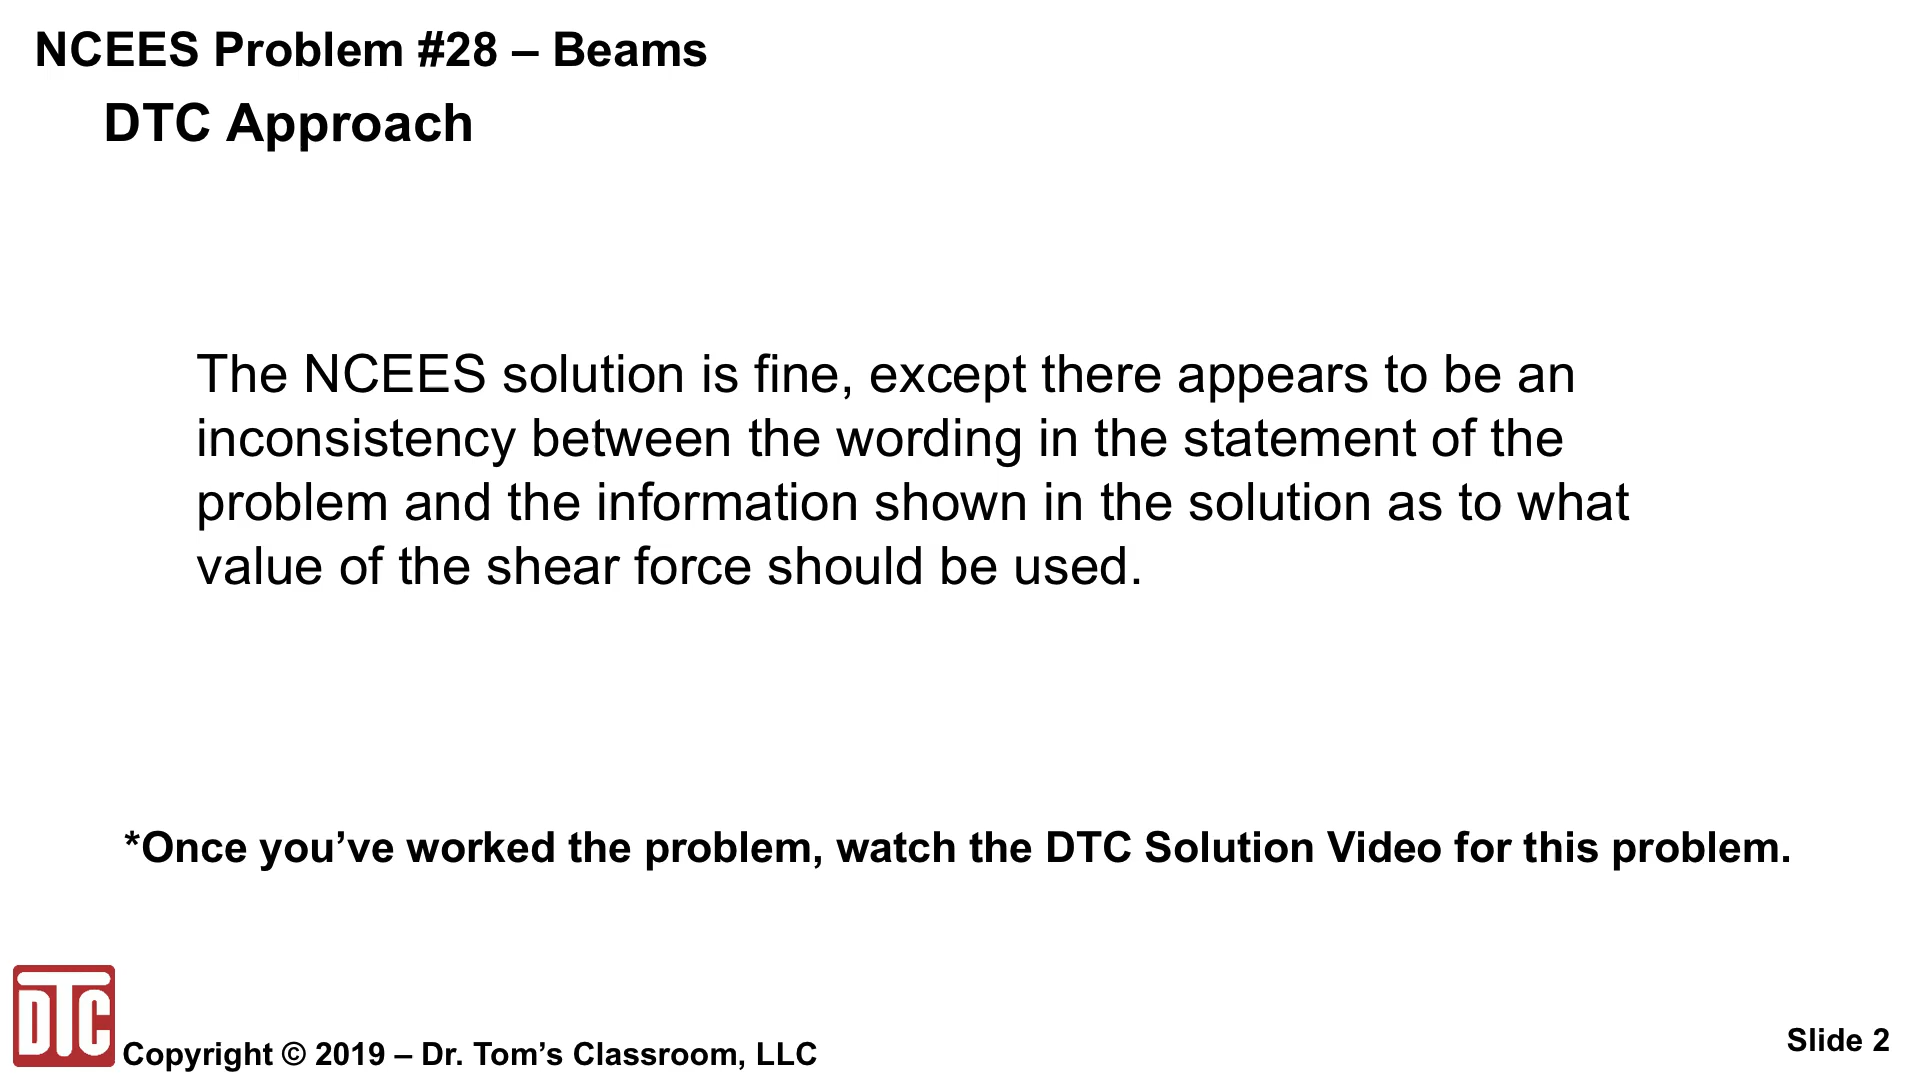 NCEES Problem #28 – Beams
DTC Approach
The NCEES solution is fine, except there appears to be an
inconsistency between the wording in the statement of the
problem and the information shown in the solution as to what
value of the shear force should be used.
*Once you’ve worked the problem, watch the DTC Solution Video for this problem.
DTC
Copyright © 2019 – Dr. Tom’s Classroom, LLC
Slide 2